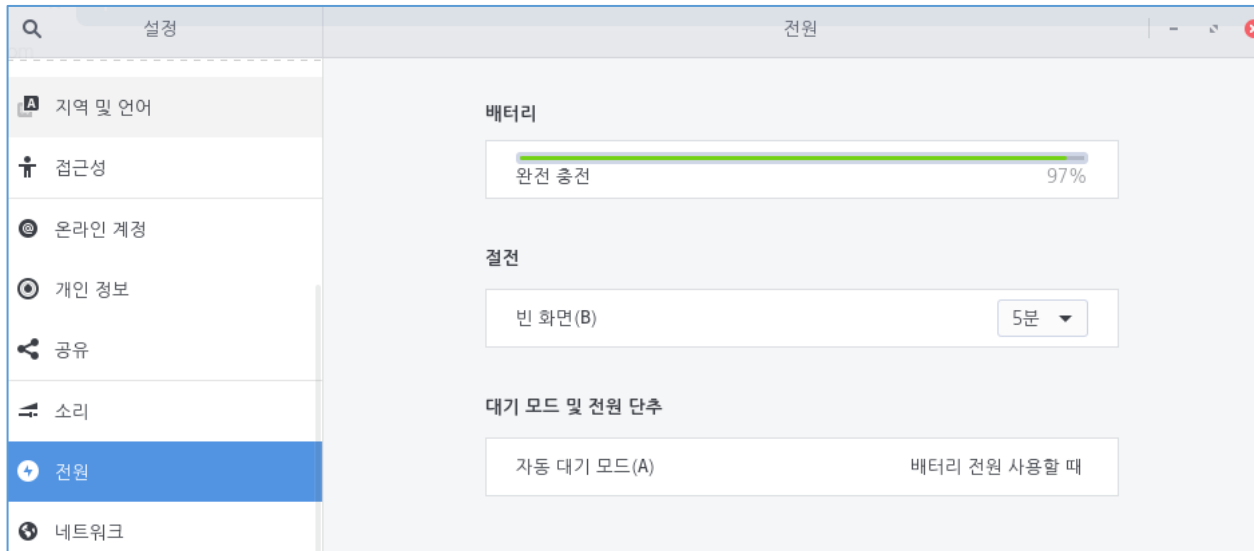 설정
전원
지역 및 언어
접근성
온라인 계정
개인 정보
공유
소리
전원
네트워크
배터리
완전 충전 97%
절전
빈 화면(B) 5분
대기 모드 및 전원 단추
자동 대기 모드(A) 배터리 전원 사용할 때